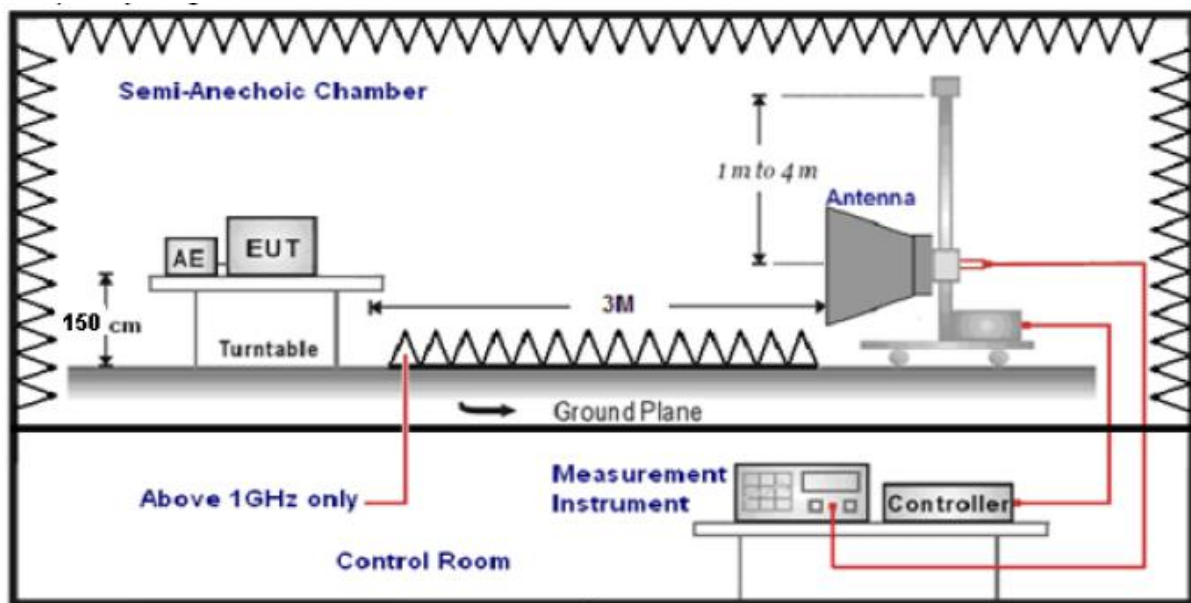 Semi-Anechoic Chamber
1 m to 4 m
Antenna
AE
EUT
150 cm
3M
Turntable
Ground Plane
Above 1GHz only
Measurement
Instrument
Controller
Control Room